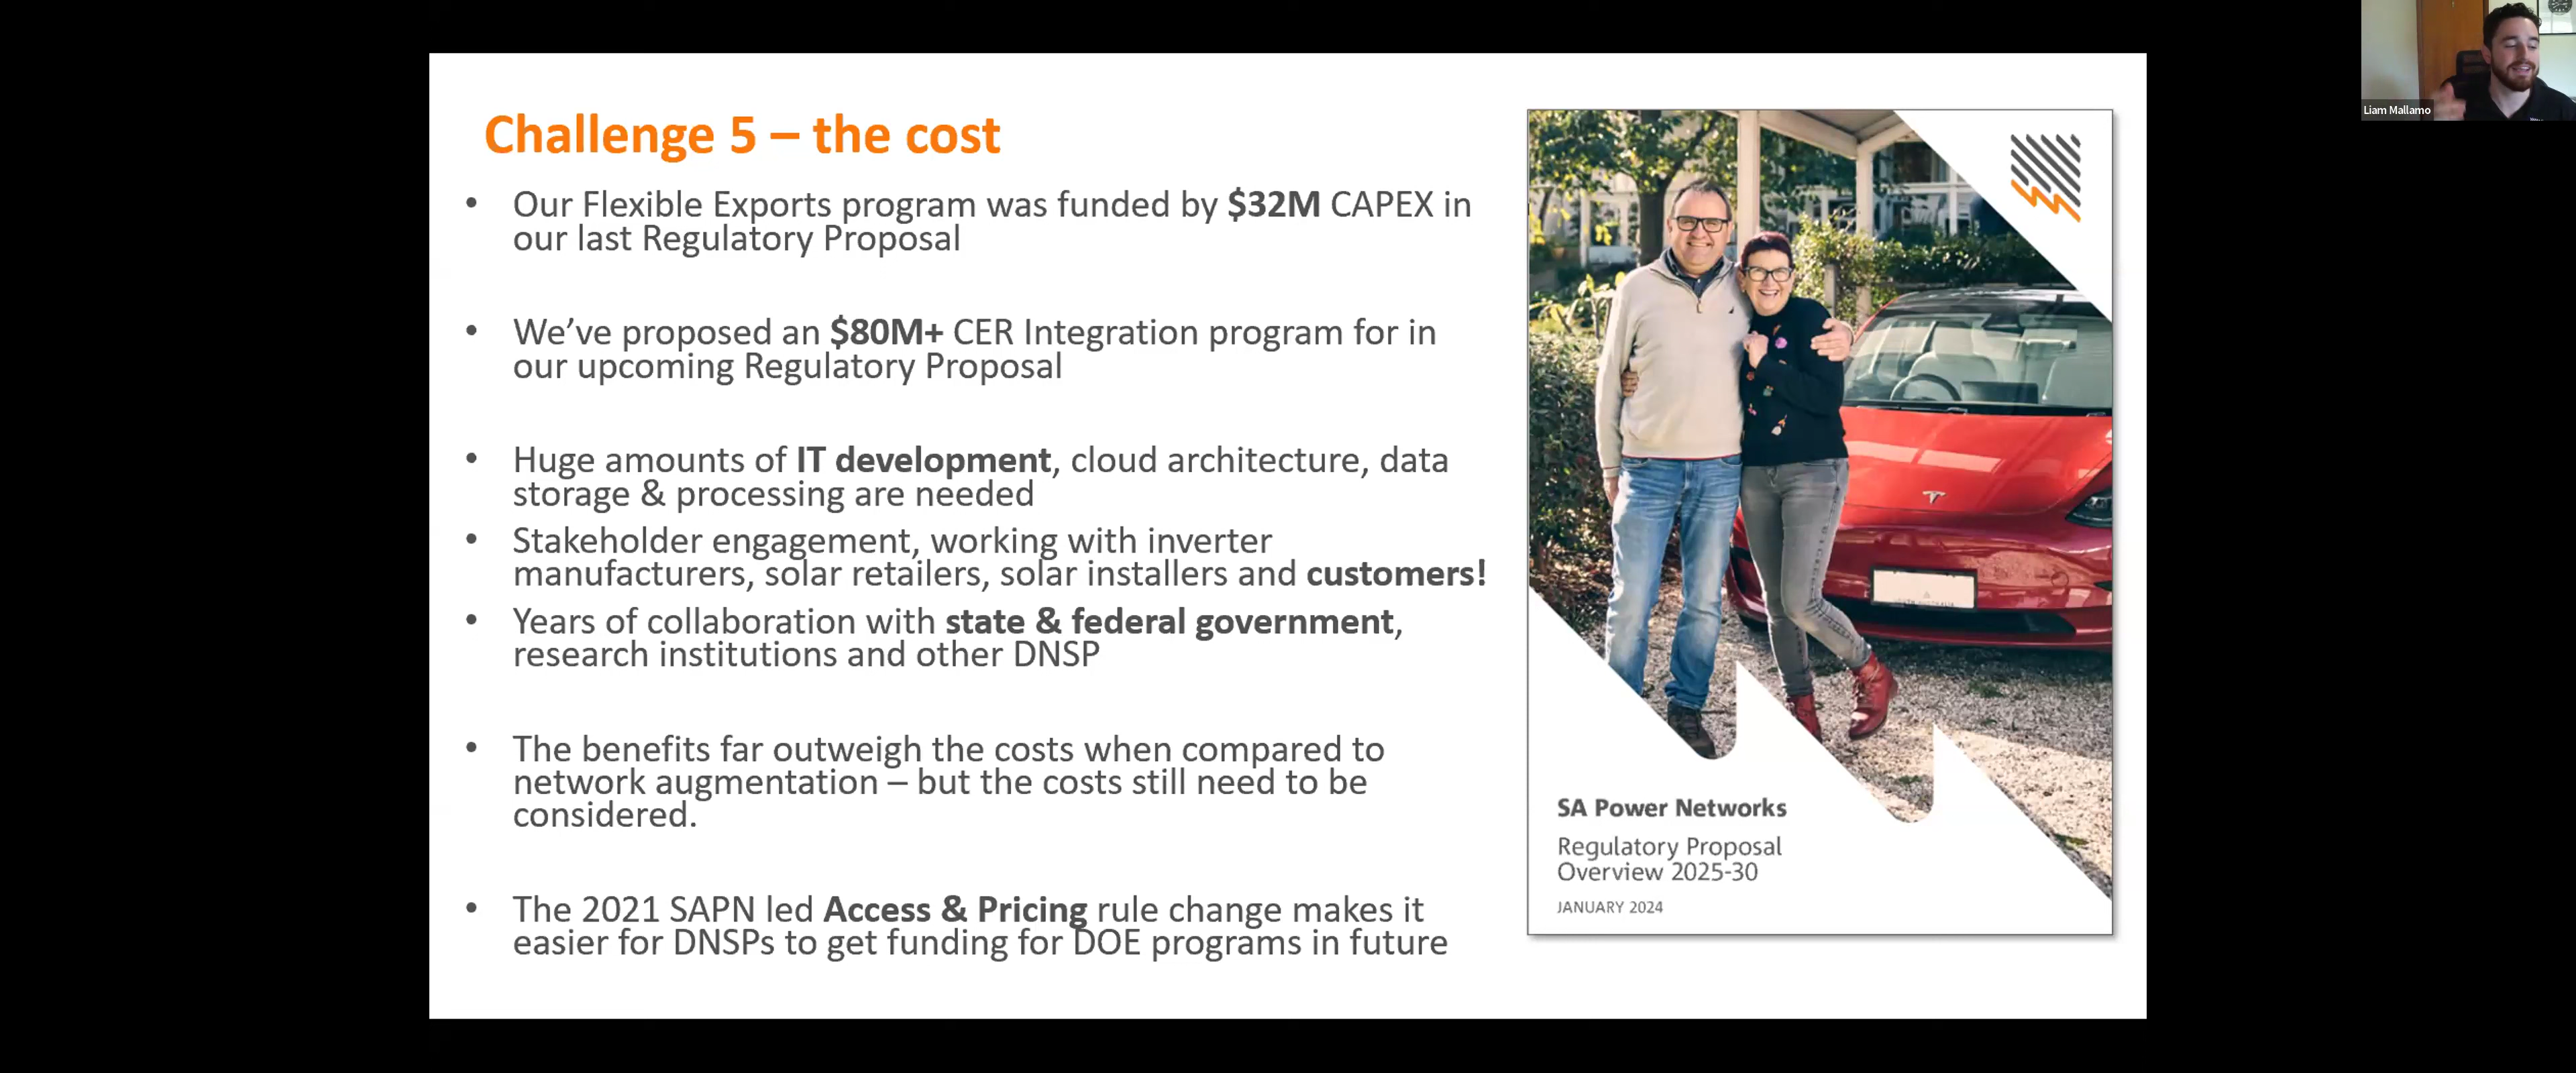 Challenge 5 – the cost
• Our Flexible Exports program was funded by $32M CAPEX in
our last Regulatory Proposal
• We’ve proposed an $80M+ CER Integration program for in
our upcoming Regulatory Proposal
• Huge amounts of IT development, cloud architecture, data
storage & processing are needed
• Stakeholder engagement, working with inverter
manufacturers, solar retailers, solar installers and customers!
• Years of collaboration with state & federal government,
research institutions and other DNSP
• The benefits far outweigh the costs when compared to
network augmentation – but the costs still need to be
considered.
• The 2021 SAPN led Access & Pricing rule change makes it
easier for DNSPs to get funding for DOE programs in future
SA Power Networks
Regulatory Proposal
Overview 2025-30
JANUARY 2024
Liam Mallamo